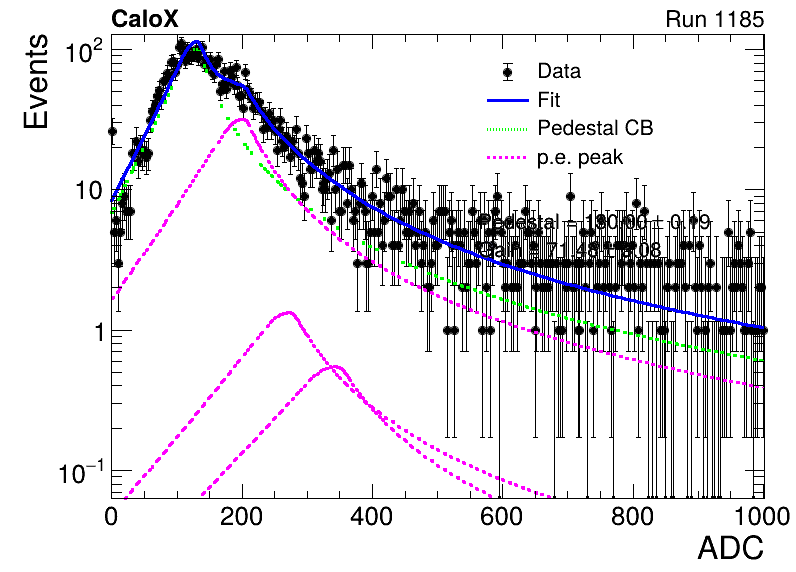 CaloX Run 1185
Events
Data
Fit
Pedestal CB
p.e. peak
10²
10
1
10⁻¹
0 200 400 600 800 1000
ADC